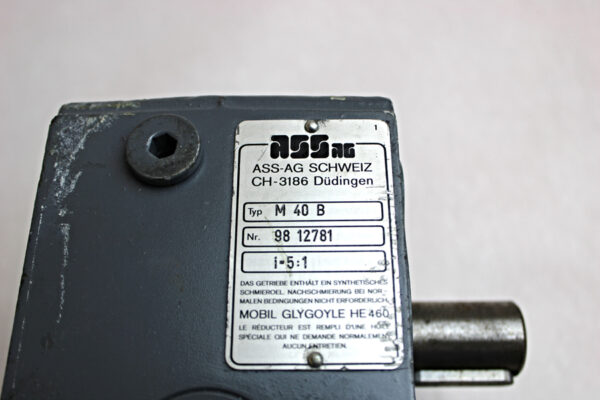 1
ASS AG
ASS-AG SCHWEIZ
CH-3186 Düdingen
Typ M 40 B
Nr. 98 12781
i=5:1
DAS GETRIEBE ENTHÄLT EIN SYNTHETISCHES
SCHMIEROEL. NACHSCHMIERUNG BEI NOR-
MALEN BEDINGUNGEN NICHT ERFORDERLICH.
MOBIL GLYGOYLE HE 460
LE RÉDUCTEUR EST REMPLI D'UNE HUILE
SPÉCIALE QUI NE DEMANDE NORMALEMENT
AUCUN ENTRETIEN.